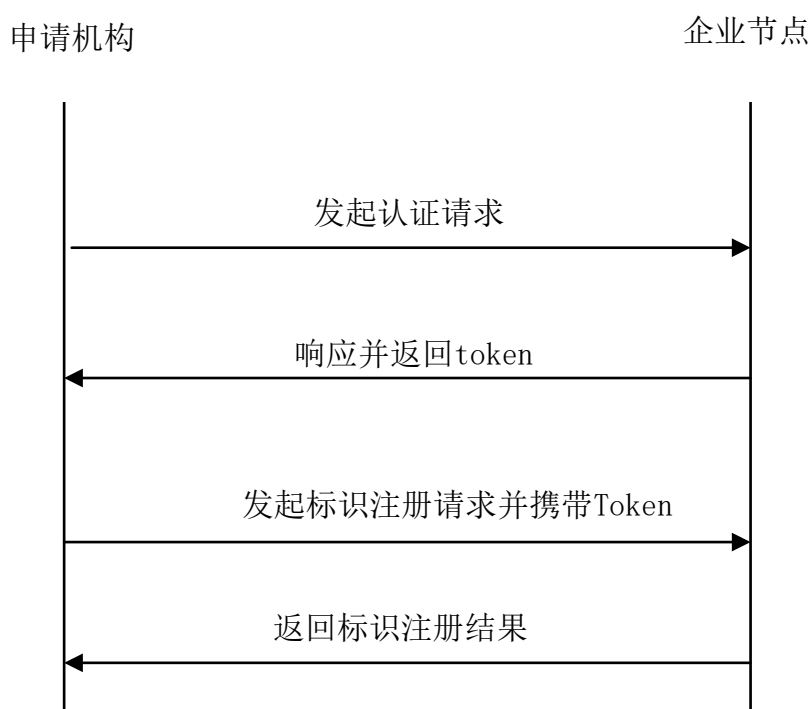 申请机构
企业节点
发起认证请求
响应并返回token
发起标识注册请求并携带Token
返回标识注册结果